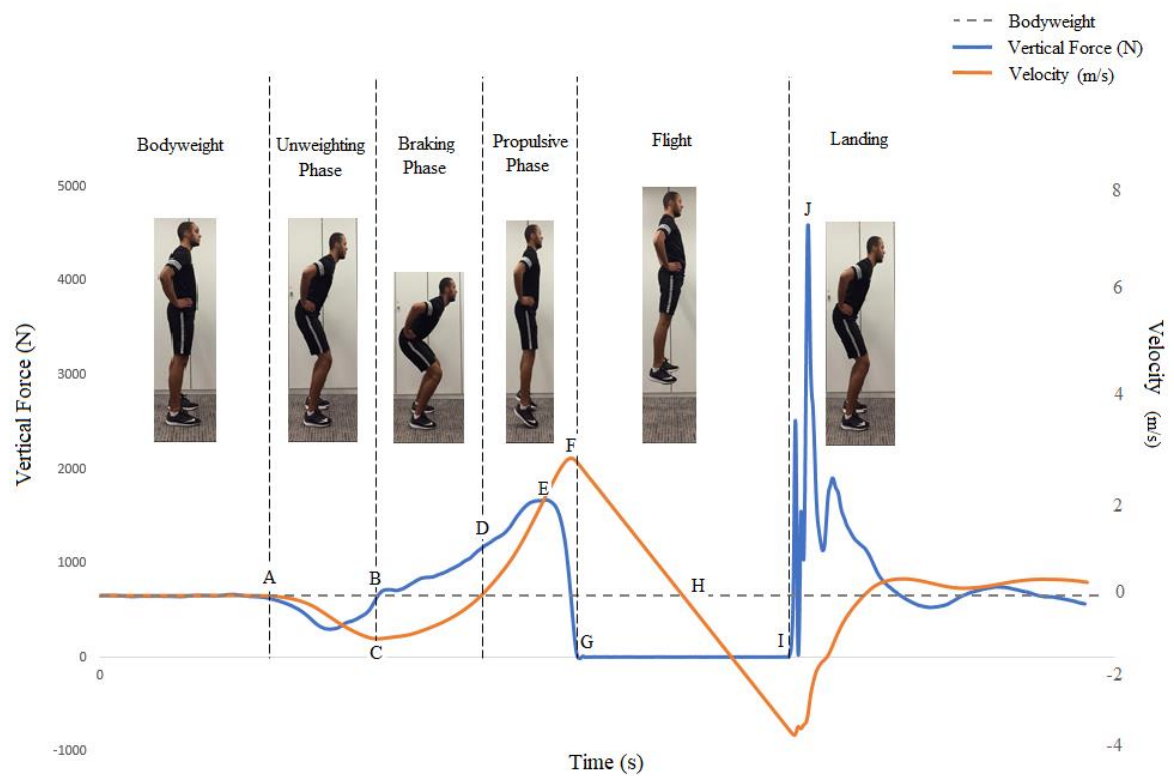 Bodyweight
Vertical Force (N)
Velocity (m/s)
Bodyweight
Unweighting
Phase
Braking
Phase
Propulsive
Phase
Flight
Landing
5000
4000
3000
2000
1000
0
-1000
0
Vertical Force (N)
8
6
4
2
0
-2
-4
Velocity (m/s)
A
B
C
D
E
F
G
H
I
J
Time (s)